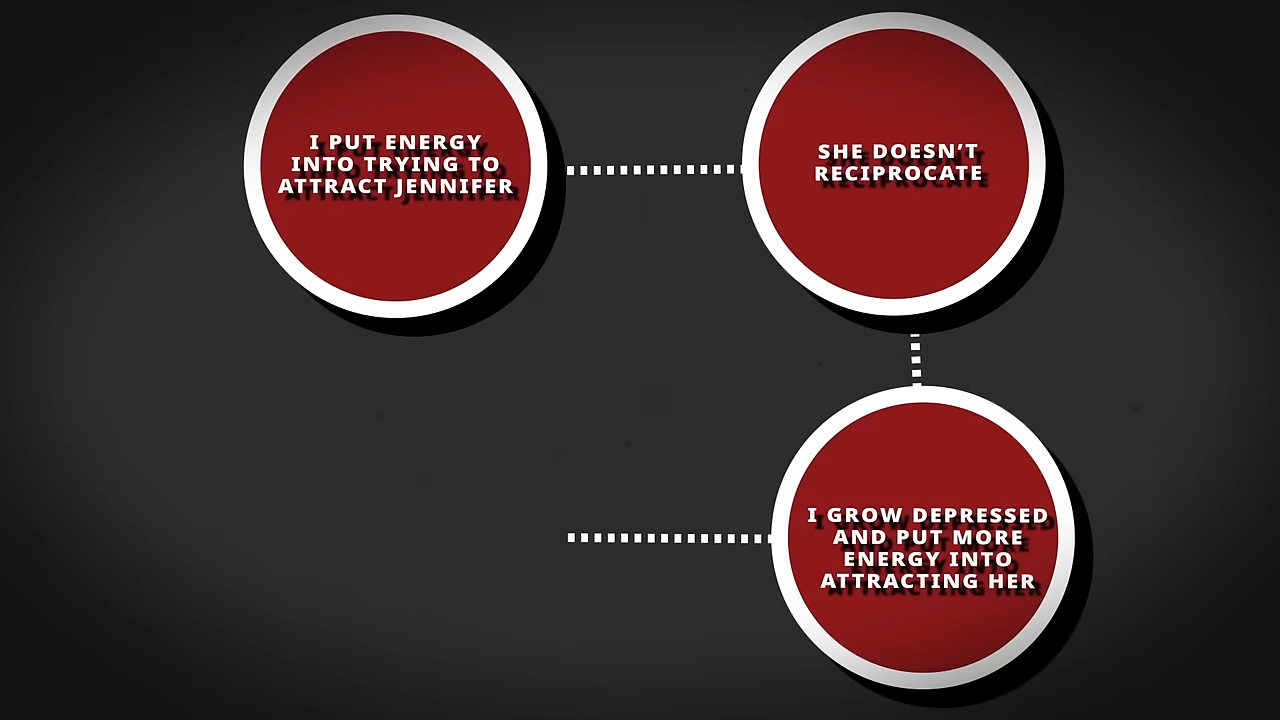 I PUT ENERGY
INTO TRYING TO
ATTRACT JENNIFER
SHE DOESN’T
RECIPROCATE
I GROW DEPRESSED
AND PUT MORE
ENERGY INTO
ATTRACTING HER